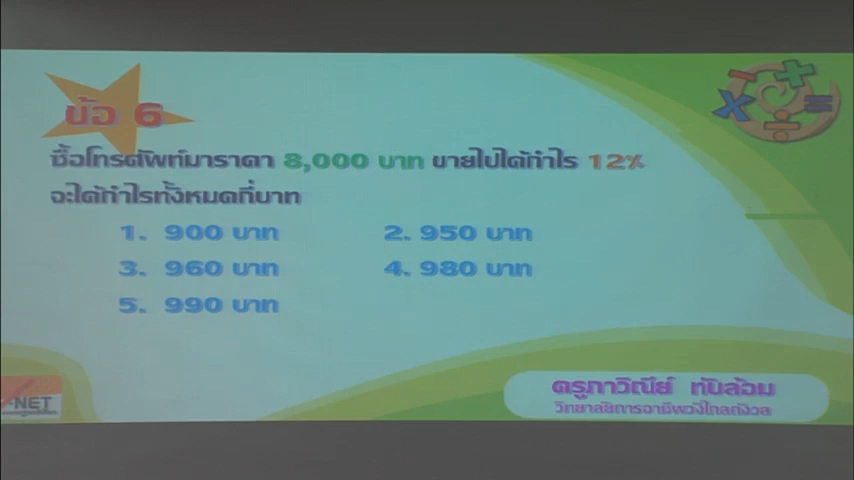 ข้อ 6
ซื้อโทรศัพท์มาราคา 8,000 บาท ขายไปได้กำไร 12%
จะได้กำไรทั้งหมดกี่บาท
1. 900 บาท
2. 950 บาท
3. 960 บาท
4. 980 บาท
5. 990 บาท
-NET
ครูภาวิณีย์ ทับล้อม
วิทยาลัยการอาชีพวังไกลกังวล